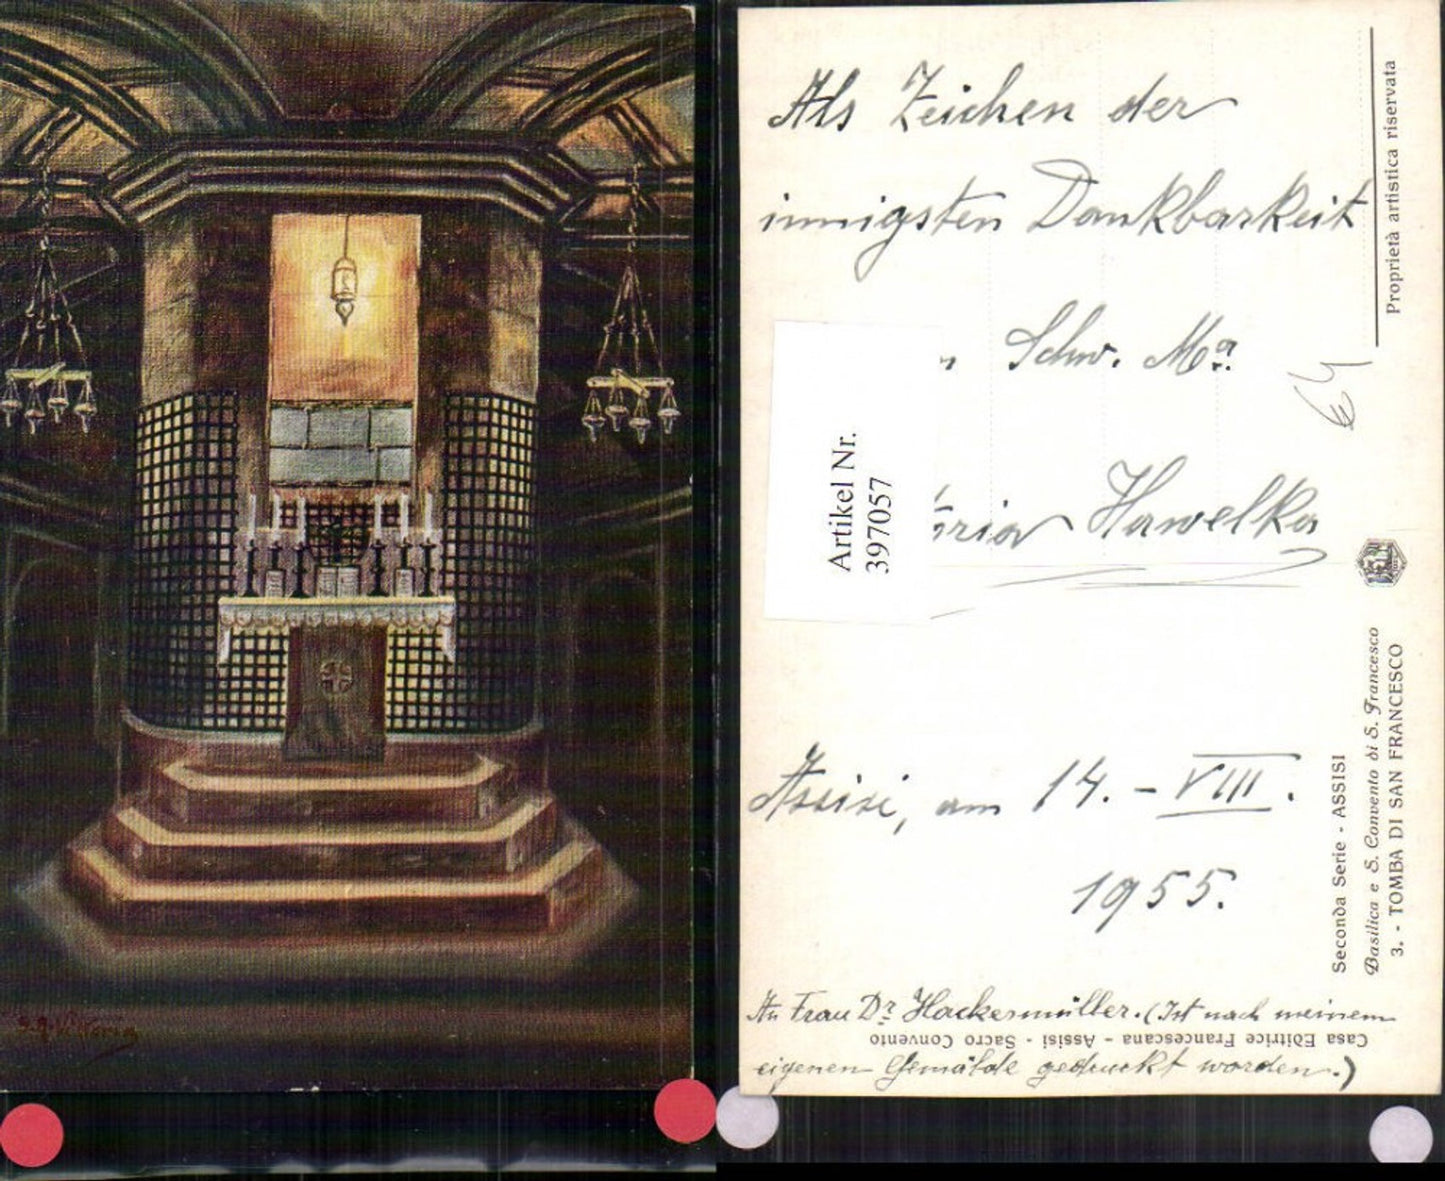 Als Zeichen der
innigsten Dankbarkeit
Schw. Ma.
Hawelka
Assisi, am 14. - VIII.
1955.
An Frau Dr. Hackermüller. (Ist nach meinem
eigenen Gemälde gedruckt worden.)
Artikel Nr.
397057
Proprietà artistica riservata
Seconda Serie - ASSISI
Basilica e S. Convento di S. Francesco
3. - TOMBA DI SAN FRANCESCO
Casa Editrice Francescana - Assisi - Sacro Convento